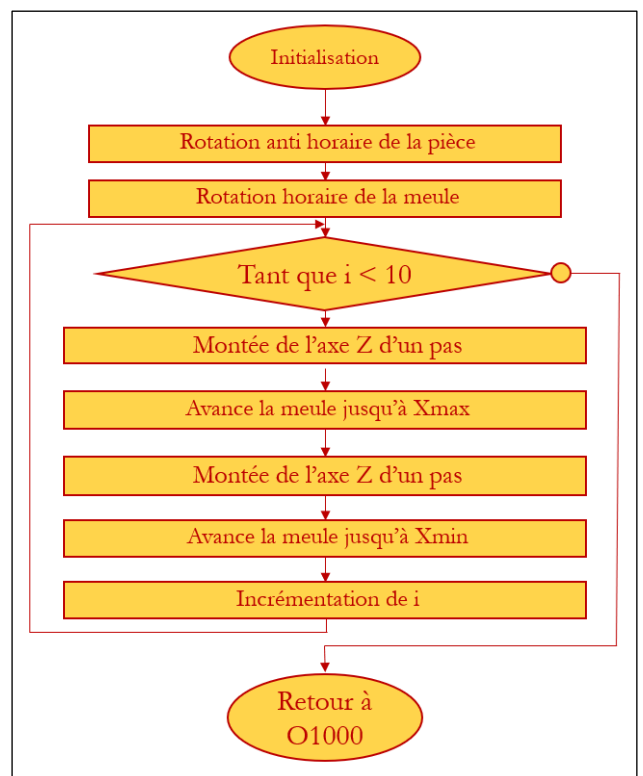 Initialisation
Rotation anti horaire de la pièce
Rotation horaire de la meule
Tant que i < 10
Montée de l’axe Z d’un pas
Avance la meule jusqu’à Xmax
Montée de l’axe Z d’un pas
Avance la meule jusqu’à Xmin
Incrémentation de i
Retour à
O1000